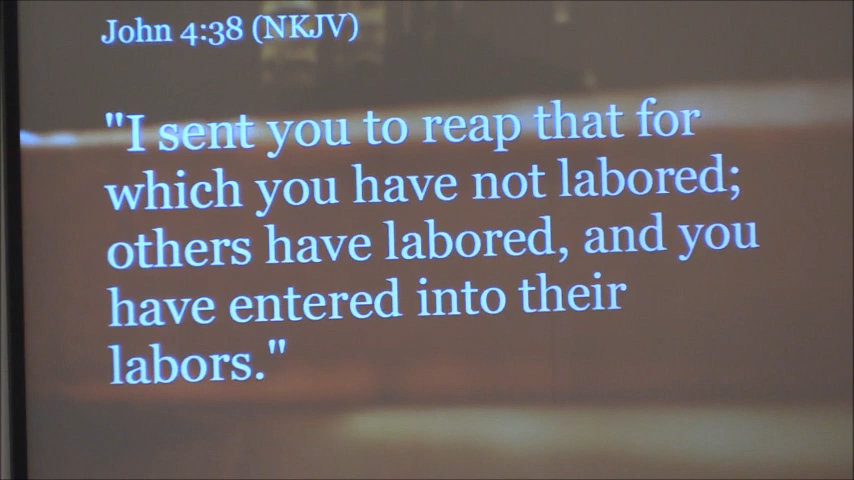 John 4:38 (NKJV)
"I sent you to reap that for
which you have not labored;
others have labored, and you
have entered into their
labors."